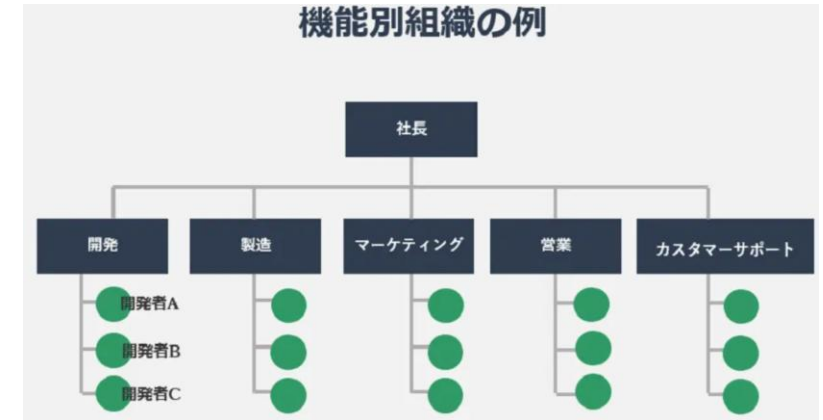 機能別組織の例
社長
開発
製造
マーケティング
営業
カスタマーサポート
開発者A
開発者B
開発者C